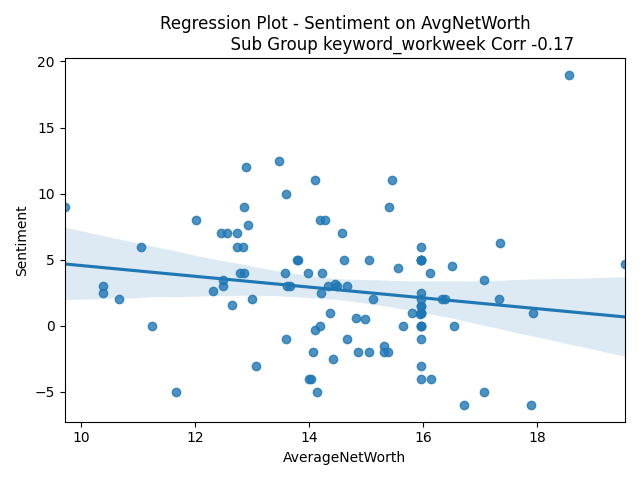 Regression Plot - Sentiment on AvgNetWorth
Sub Group keyword_workweek Corr -0.17
20
15
10
5
0
−5
Sentiment
10 12 14 16 18
AverageNetWorth